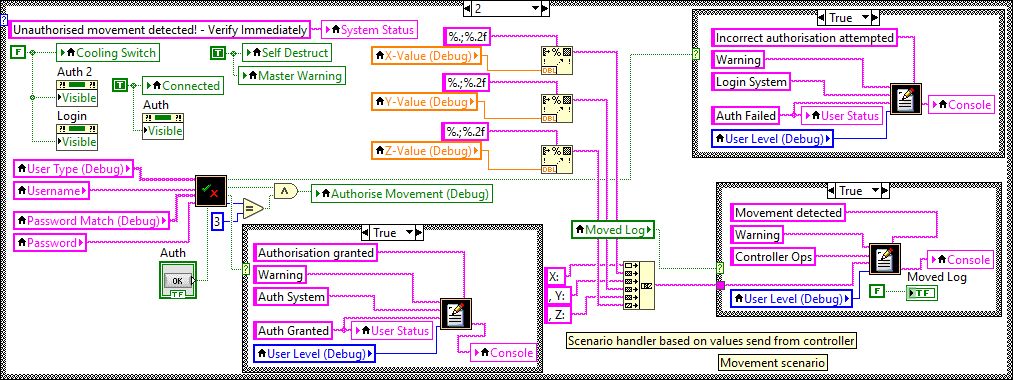 2
Unauthorised movement detected! - Verify Immediately
System Status
F
Cooling Switch
Auth 2
Visible
Login
Visible
T
Self Destruct
Master Warning
T
Connected
Auth
Visible
%.;%.2f
X-Value (Debug)
DBL
%.;%.2f
Y-Value (Debug)
DBL
%.;%.2f
Z-Value (Debug)
DBL
True
Incorrect authorisation attempted
Warning
Login System
Auth Failed
User Status
User Level (Debug)
Console
User Type (Debug)
Username
Password Match (Debug)
Password
3
Authorise Movement (Debug)
Auth
OK
TF
True
Authorisation granted
Warning
Auth System
Auth Granted
User Status
User Level (Debug)
Console
Moved Log
X:
, Y:
, Z:
True
Movement detected
Warning
Controller Ops
User Level (Debug)
Console
Moved Log
F
TF
Scenario handler based on values send from controller
Movement scenario